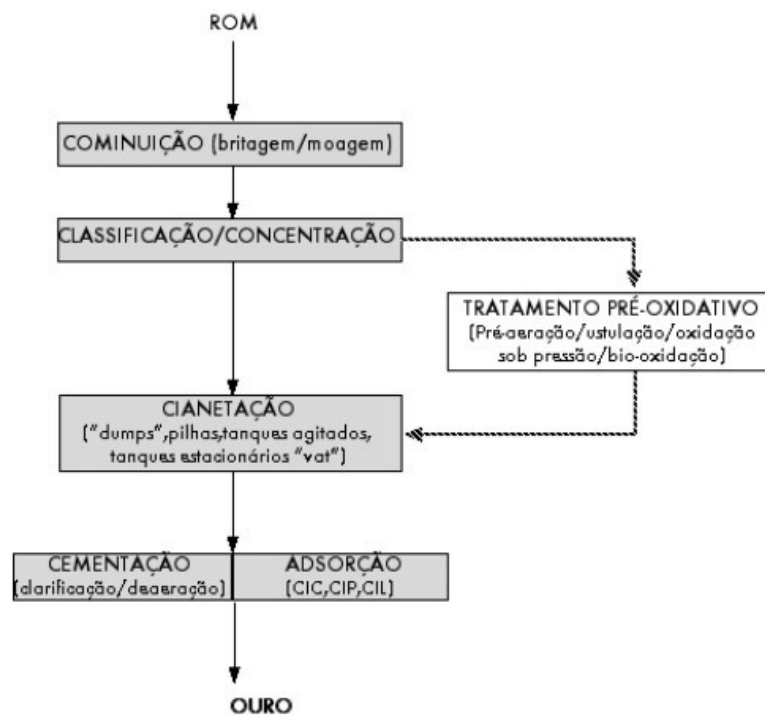 ROM
COMINUIÇÃO (britagem/moagem)
CLASSIFICAÇÃO/CONCENTRAÇÃO
TRATAMENTO PRÉ-OXIDATIVO
(Pré-aeração/ustulação/oxidação
sob pressão/bio-oxidação)
CIANETAÇÃO
("dumps",pilhas,tanques agitados,
tanques estacionários "vat")
CEMENTAÇÃO
(clarificação/deaeração)
ADSORÇÃO
(CIC,CIP,CIL)
OURO